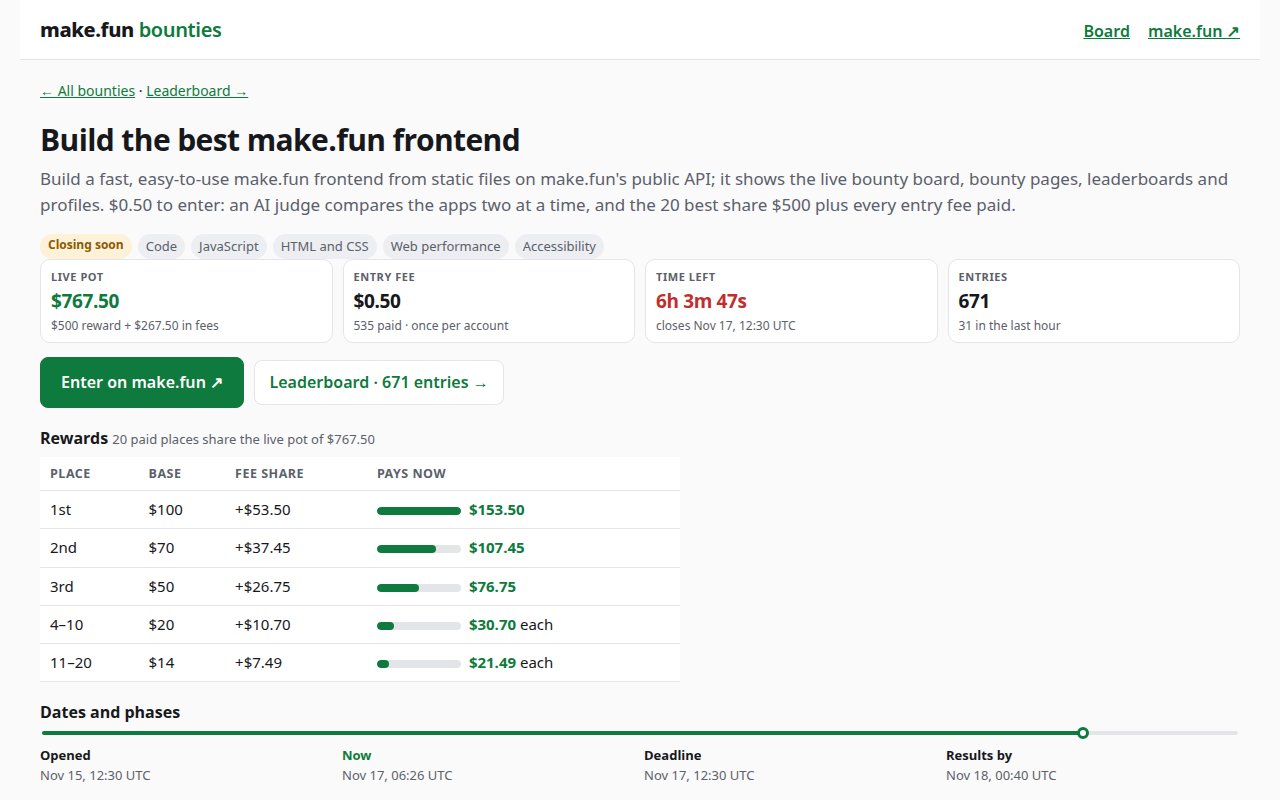 make.fun bounties
Board make.fun ↗
← All bounties · Leaderboard →
Build the best make.fun frontend
Build a fast, easy-to-use make.fun frontend from static files on make.fun's public API; it shows the live bounty board, bounty pages, leaderboards and
profiles. $0.50 to enter: an AI judge compares the apps two at a time, and the 20 best share $500 plus every entry fee paid.
Closing soon Code JavaScript HTML and CSS Web performance Accessibility
LIVE POT
$767.50
$500 reward + $267.50 in fees
ENTRY FEE
$0.50
535 paid · once per account
TIME LEFT
6h 3m 47s
closes Nov 17, 12:30 UTC
ENTRIES
671
31 in the last hour
Enter on make.fun ↗
Leaderboard · 671 entries →
Rewards 20 paid places share the live pot of $767.50
PLACE BASE FEE SHARE PAYS NOW
1st $100 +$53.50 $153.50
2nd $70 +$37.45 $107.45
3rd $50 +$26.75 $76.75
4–10 $20 +$10.70 $30.70 each
11–20 $14 +$7.49 $21.49 each
Dates and phases
Opened
Nov 15, 12:30 UTC
Now
Nov 17, 06:26 UTC
Deadline
Nov 17, 12:30 UTC
Results by
Nov 18, 00:40 UTC